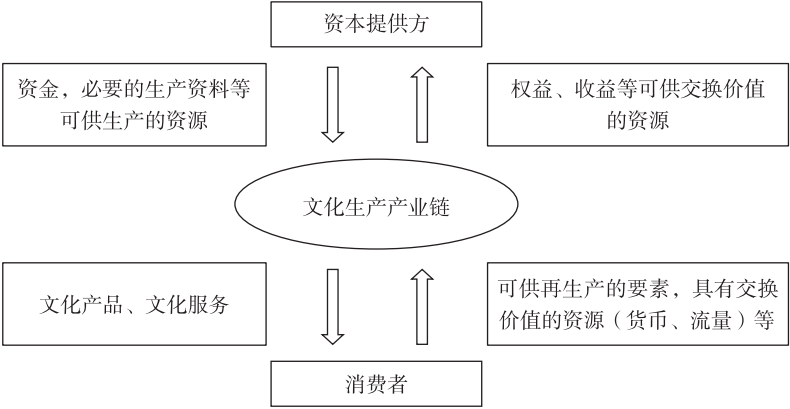 资本提供方
资金，必要的生产资料等
可供生产的资源
权益、收益等可供交换价值
的资源
文化生产产业链
文化产品、文化服务
可供再生产的要素，具有交换
价值的资源（货币、流量）等
消费者